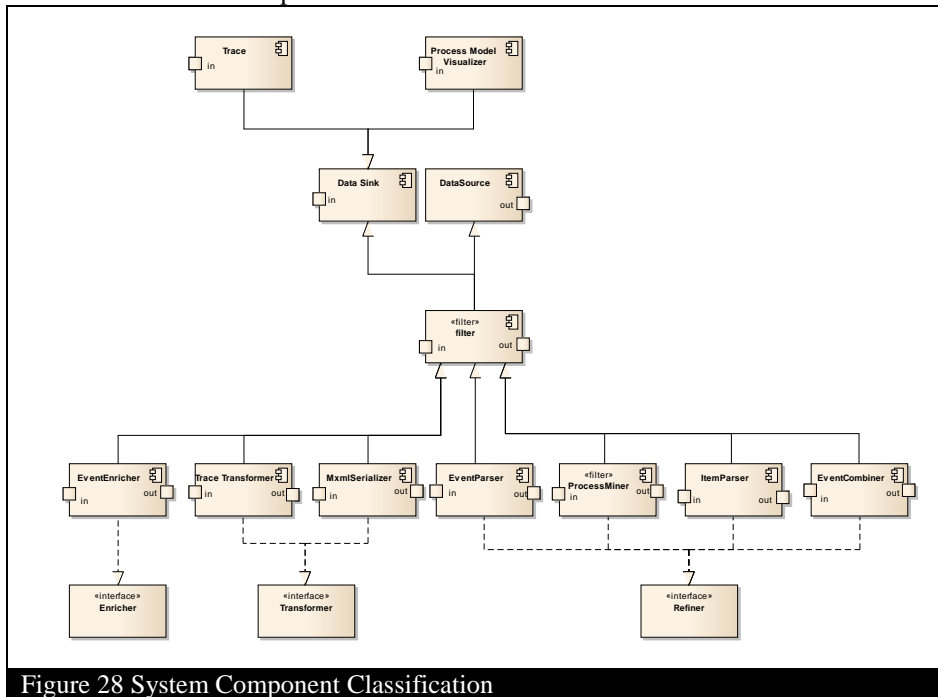 Trace
in
Process Model
Visualizer
in
Data Sink
in
DataSource
out
«filter»
filter
in
out
EventEnricher
in
out
Trace Transformer
in
out
MxmlSerializer
in
out
EventParser
in
out
«filter»
ProcessMiner
in
out
ItemParser
in
out
EventCombiner
in
out
«interface»
Enricher
«interface»
Transformer
«interface»
Refiner
Figure 28 System Component Classification